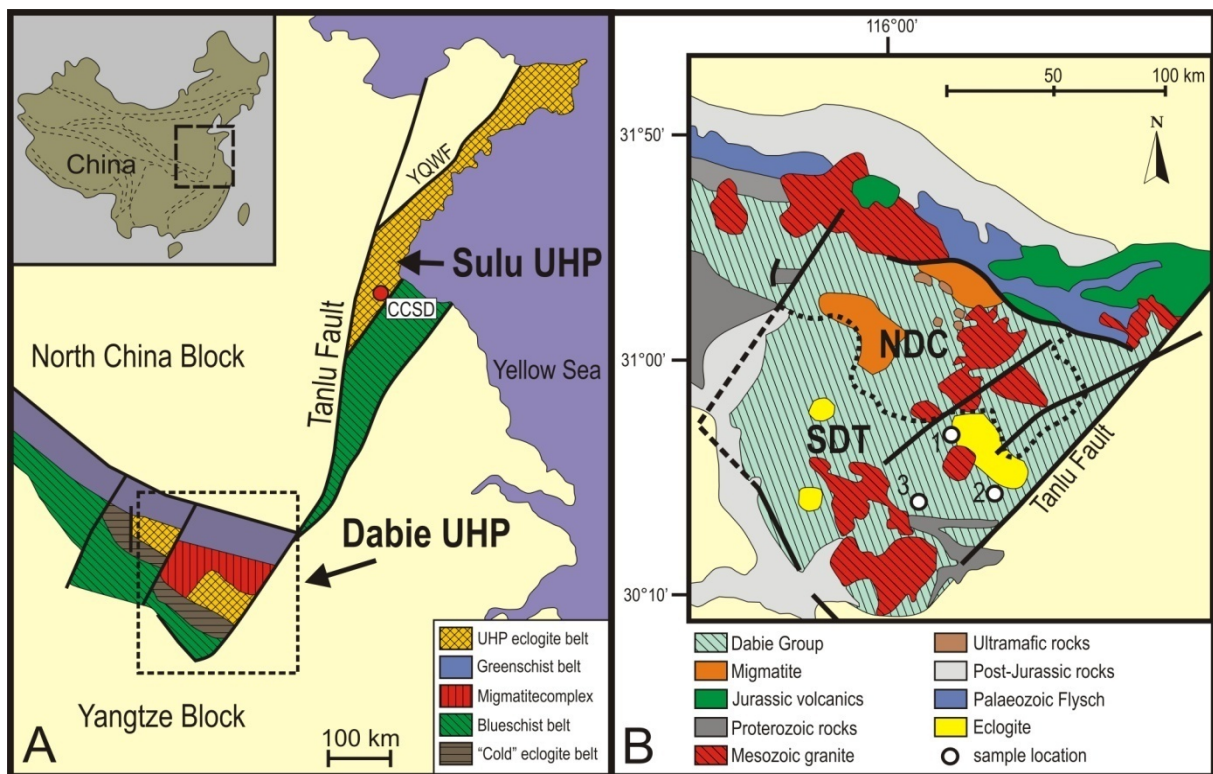 China
YQWF
Sulu UHP
CCSD
Tanlu Fault
North China Block
Yellow Sea
Dabie UHP
Yangtze Block
100 km
A
UHP eclogite belt
Greenschist belt
Migmatitecomplex
Blueschist belt
“Cold” eclogite belt
116°00’
50 100 km
N
31°50’
31°00’
30°10’
NDC
SDT
1
2
3
Tanlu Fault
B
Dabie Group
Migmatite
Jurassic volcanics
Proterozoic rocks
Mesozoic granite
Ultramafic rocks
Post-Jurassic rocks
Palaeozoic Flysch
Eclogite
sample location